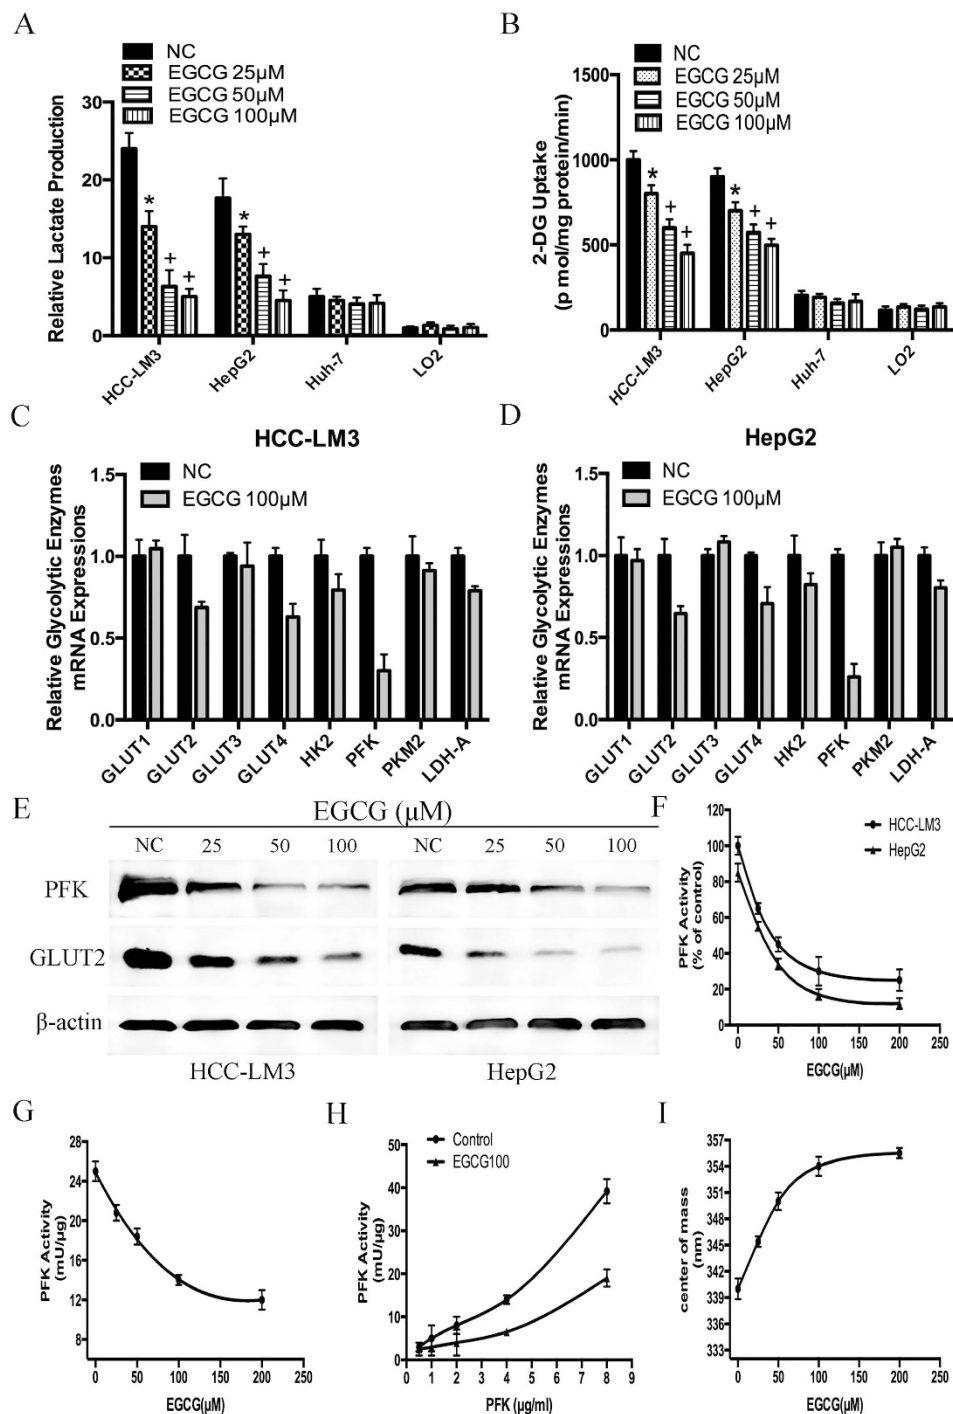 A
NC
EGCG 25μM
EGCG 50μM
EGCG 100μM
Relative Lactate Production
30
20
10
0
*
+
+
*
+
+
HCC-LM3
HepG2
Huh-7
LO2
B
NC
EGCG 25μM
EGCG 50μM
EGCG 100μM
2-DG Uptake
(p mol/mg protein/min)
1500
1000
500
0
*
+
+
*
+
+
HCC-LM3
HepG2
Huh-7
LO2
C
HCC-LM3
NC
EGCG 100μM
Relative Glycolytic Enzymes
mRNA Expressions
1.5
1.0
0.5
0.0
GLUT1
GLUT2
GLUT3
GLUT4
HK2
PFK
PKM2
LDH-A
D
HepG2
NC
EGCG 100μM
Relative Glycolytic Enzymes
mRNA Expressions
1.5
1.0
0.5
0.0
GLUT1
GLUT2
GLUT3
GLUT4
HK2
PFK
PKM2
LDH-A
E
EGCG (μM)
NC 25 50 100 NC 25 50 100
PFK
GLUT2
β-actin
HCC-LM3 HepG2
F
HCC-LM3
HepG2
PFK Activity
(% of control)
120
100
80
60
40
20
0
0 50 100 150 200 250
EGCG(μM)
G
PFK Activity
(mU/μg)
28
24
20
16
12
0 50 100 150 200 250
EGCG(μM)
H
Control
EGCG100
PFK Activity
(mU/μg)
50
40
30
20
10
0
0 1 2 3 4 5 6 7 8 9
PFK (μg/ml)
I
center of mass
(nm)
357
354
351
348
345
342
339
336
333
0 50 100 150 200 250
EGCG(μM)